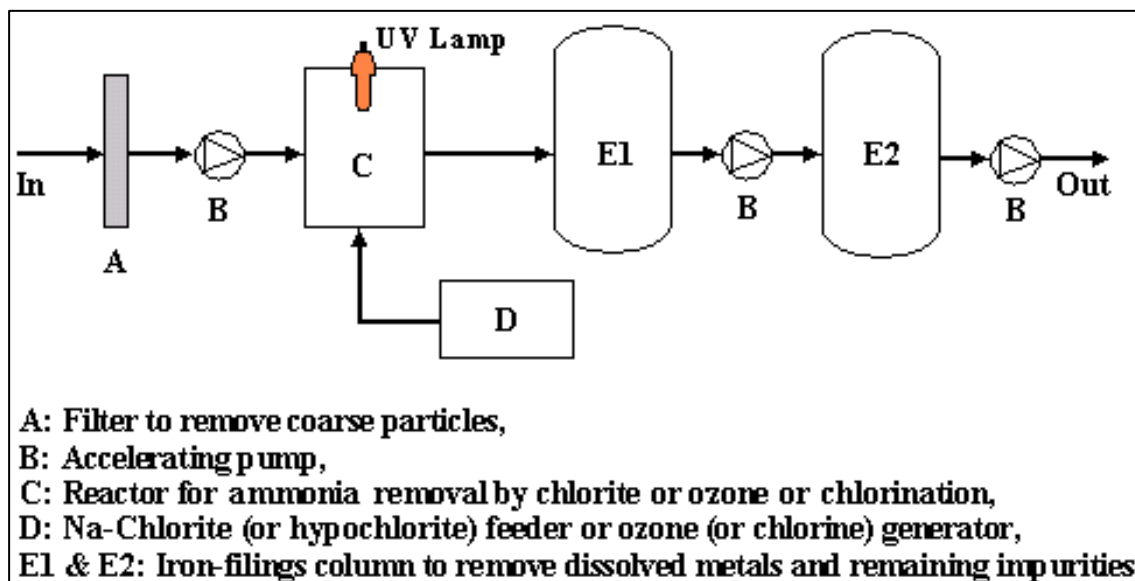 UV Lamp
In
A
B
C
D
E1
B
E2
B
Out
A: Filter to remove coarse particles,
B: Accelerating pump,
C: Reactor for ammonia removal by chlorite or ozone or chlorination,
D: Na-Chlorite (or hypochlorite) feeder or ozone (or chlorine) generator,
E1 & E2: Iron-filings column to remove dissolved metals and remaining impurities